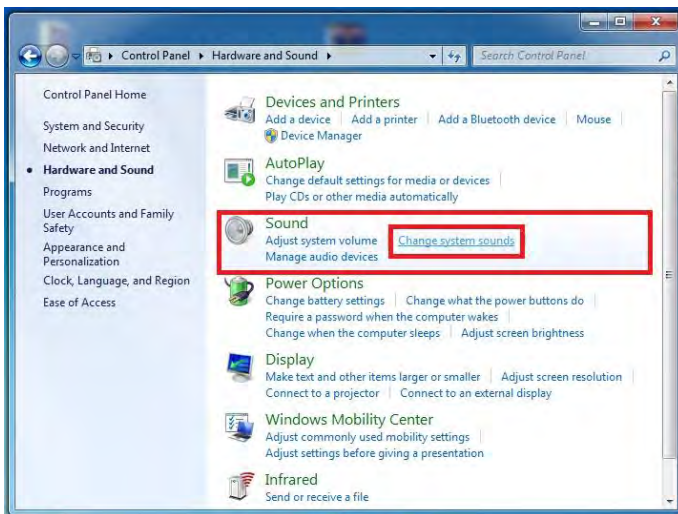 Control Panel Hardware and Sound Search Control Panel
Control Panel Home
System and Security
Network and Internet
Hardware and Sound
Programs
User Accounts and Family
Safety
Appearance and
Personalization
Clock, Language, and Region
Ease of Access
Devices and Printers
Add a device Add a printer Add a Bluetooth device Mouse
Device Manager
AutoPlay
Change default settings for media or devices
Play CDs or other media automatically
Sound
Adjust system volume Change system sounds
Manage audio devices
Power Options
Change battery settings Change what the power buttons do
Require a password when the computer wakes
Change when the computer sleeps Adjust screen brightness
Display
Make text and other items larger or smaller Adjust screen resolution
Connect to a projector Connect to an external display
Windows Mobility Center
Adjust commonly used mobility settings
Adjust settings before giving a presentation
Infrared
Send or receive a file